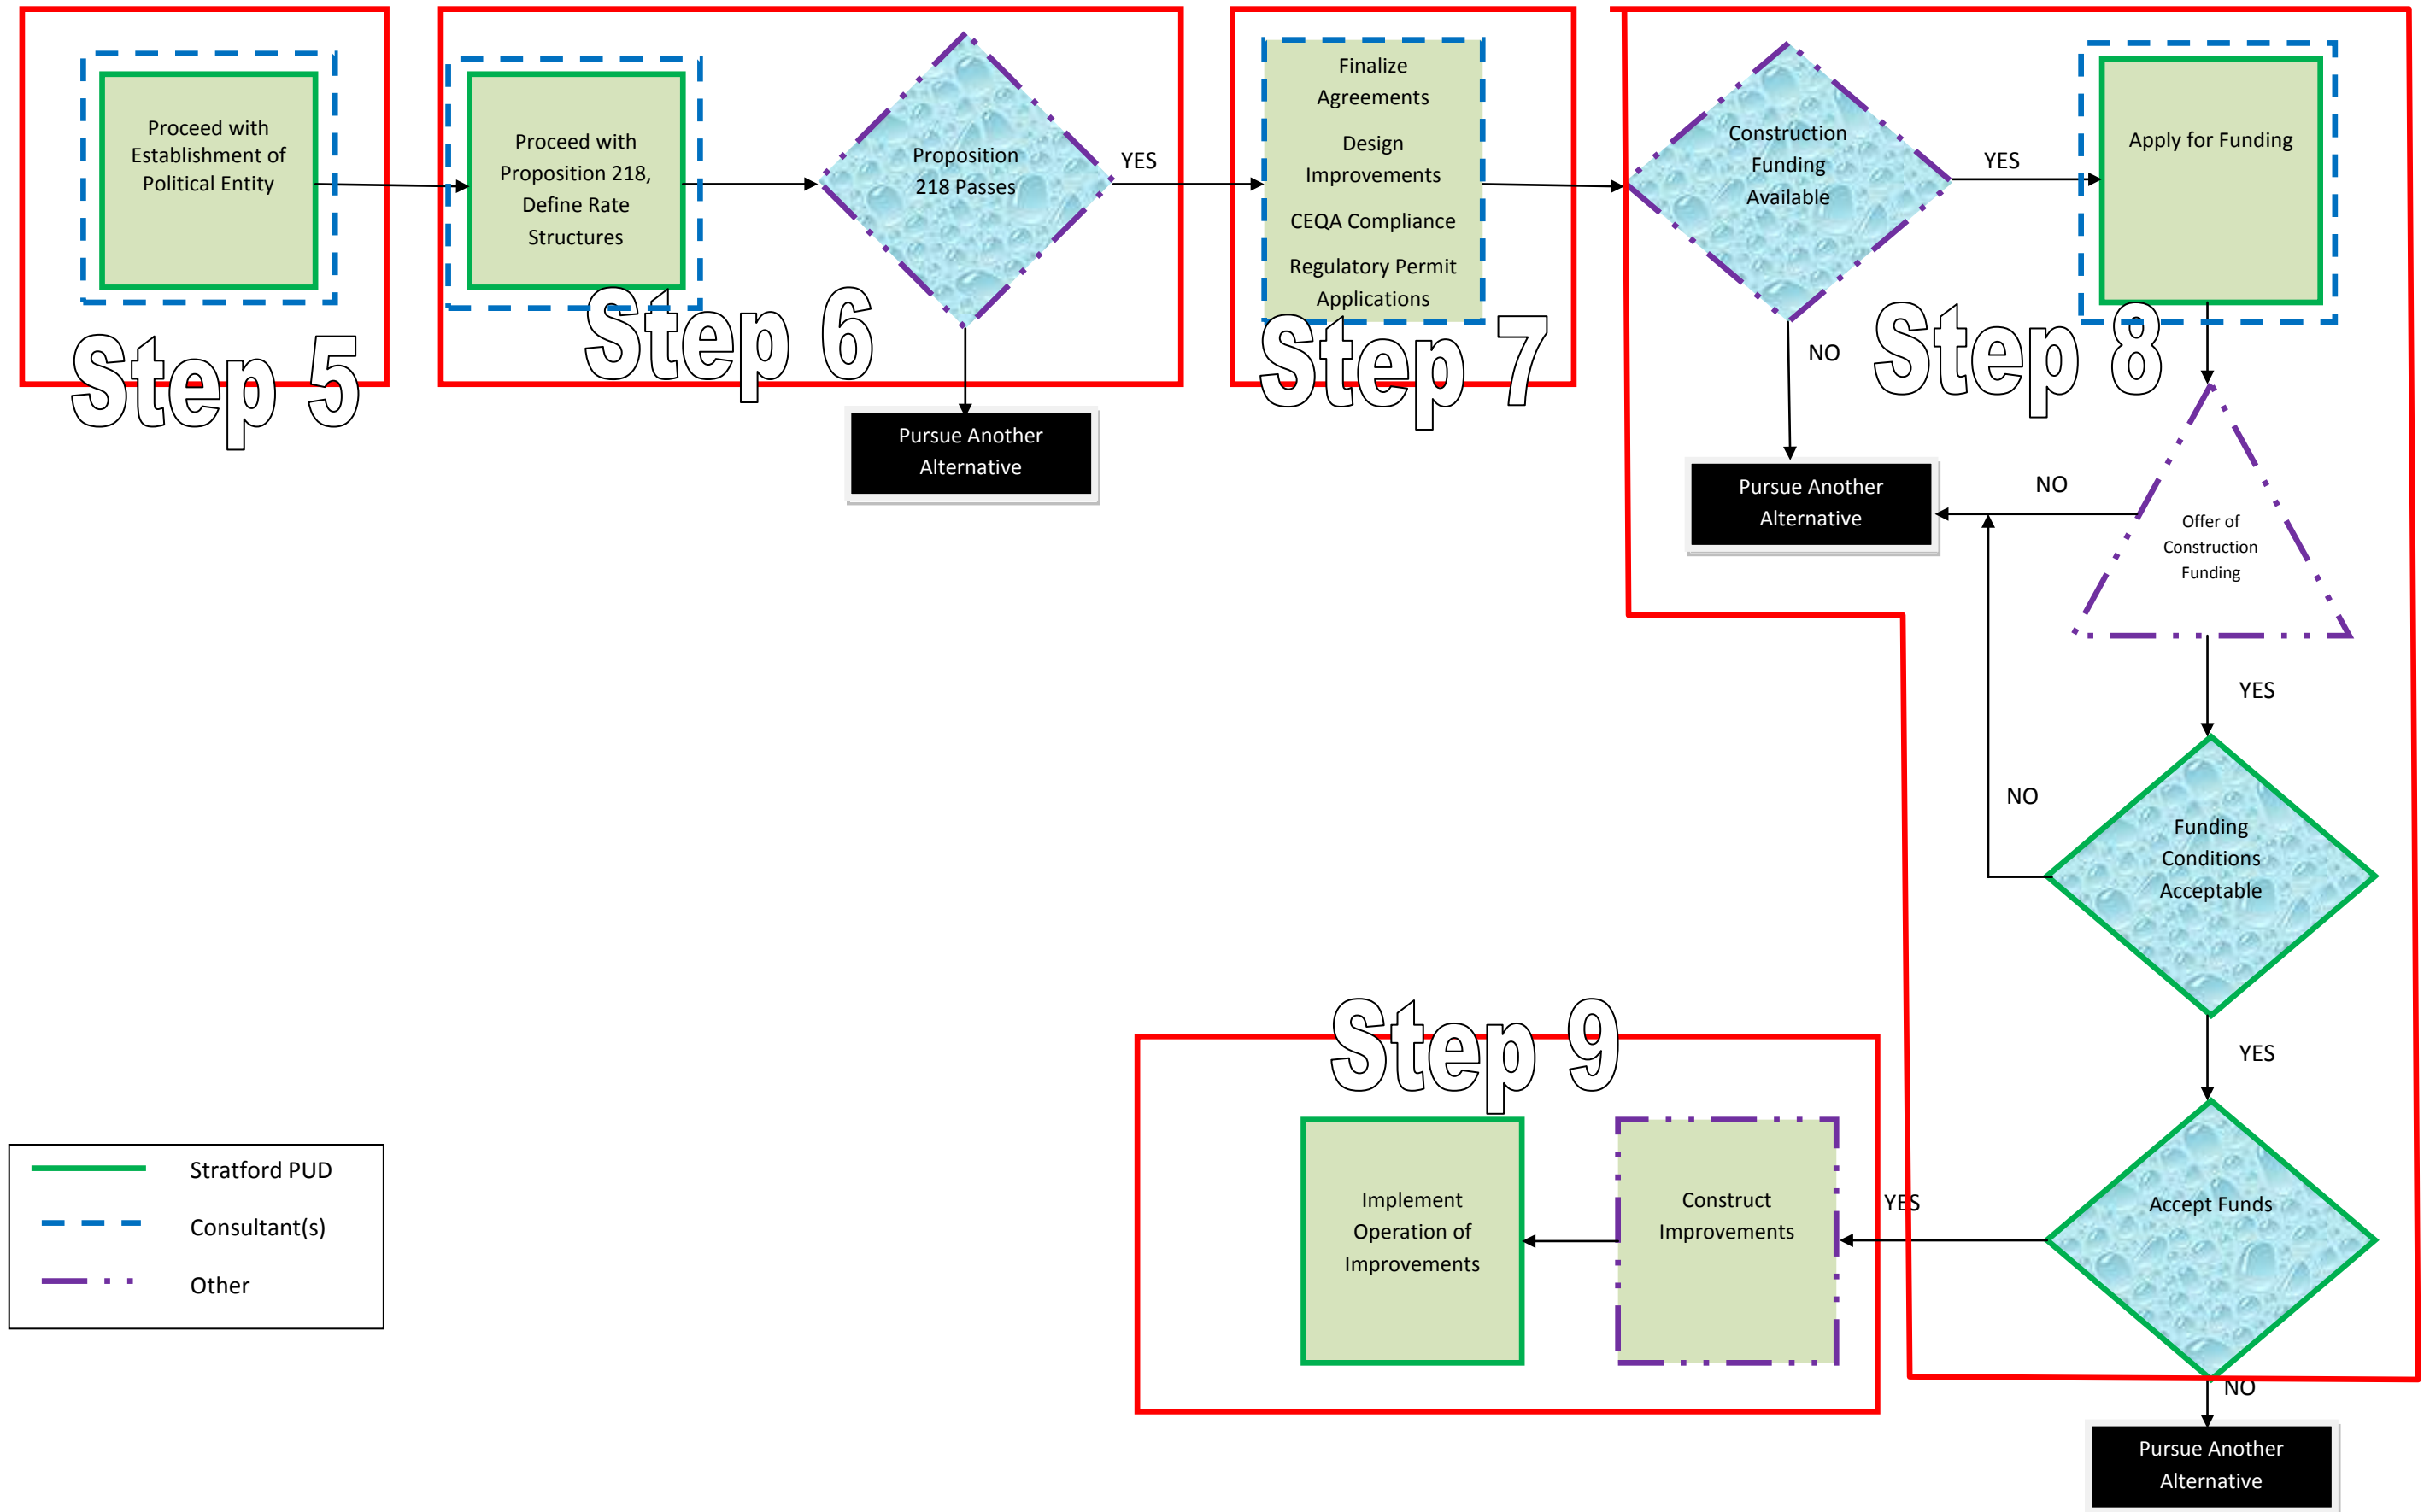 Proceed with
Establishment of
Political Entity
Step 5
Proceed with
Proposition 218,
Define Rate
Structures
Proposition
218 Passes
YES
Step 6
Pursue Another
Alternative
Finalize
Agreements
Design
Improvements
CEQA Compliance
Regulatory Permit
Applications
Step 7
Construction
Funding
Available
YES
NO
Apply for Funding
Step 8
Pursue Another
Alternative
NO
Offer of
Construction
Funding
YES
NO
Funding
Conditions
Acceptable
YES
Accept Funds
YES
NO
Pursue Another
Alternative
Step 9
Construct
Improvements
Implement
Operation of
Improvements
Stratford PUD
Consultant(s)
Other